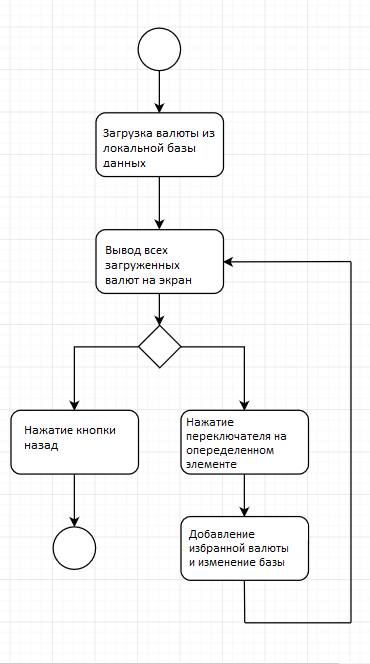 Загрузка валюты из
локальной базы
данных
Вывод всех
загруженных
валют на экран
Нажатие кнопки
назад
Нажатие
переключателя на
опеределенном
элементе
Добавление
избранной валюты
и изменение базы